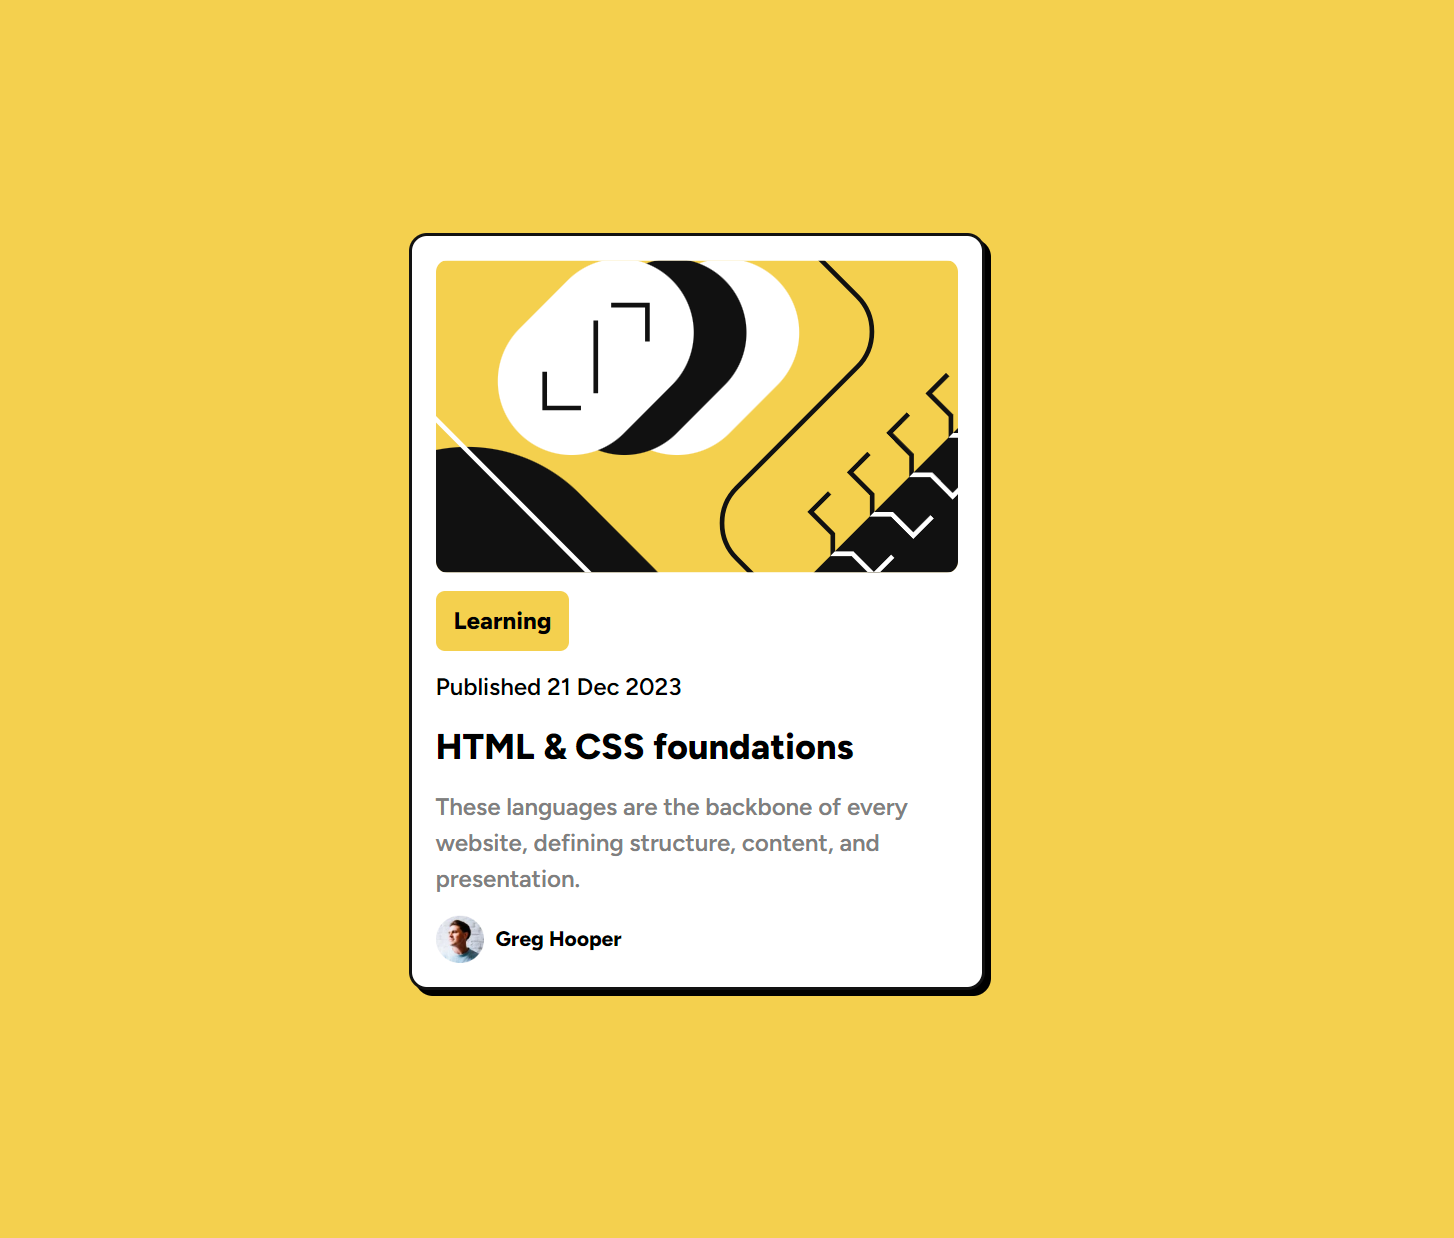 Learning
Published 21 Dec 2023
HTML & CSS foundations
These languages are the backbone of every
website, defining structure, content, and
presentation.
Greg Hooper